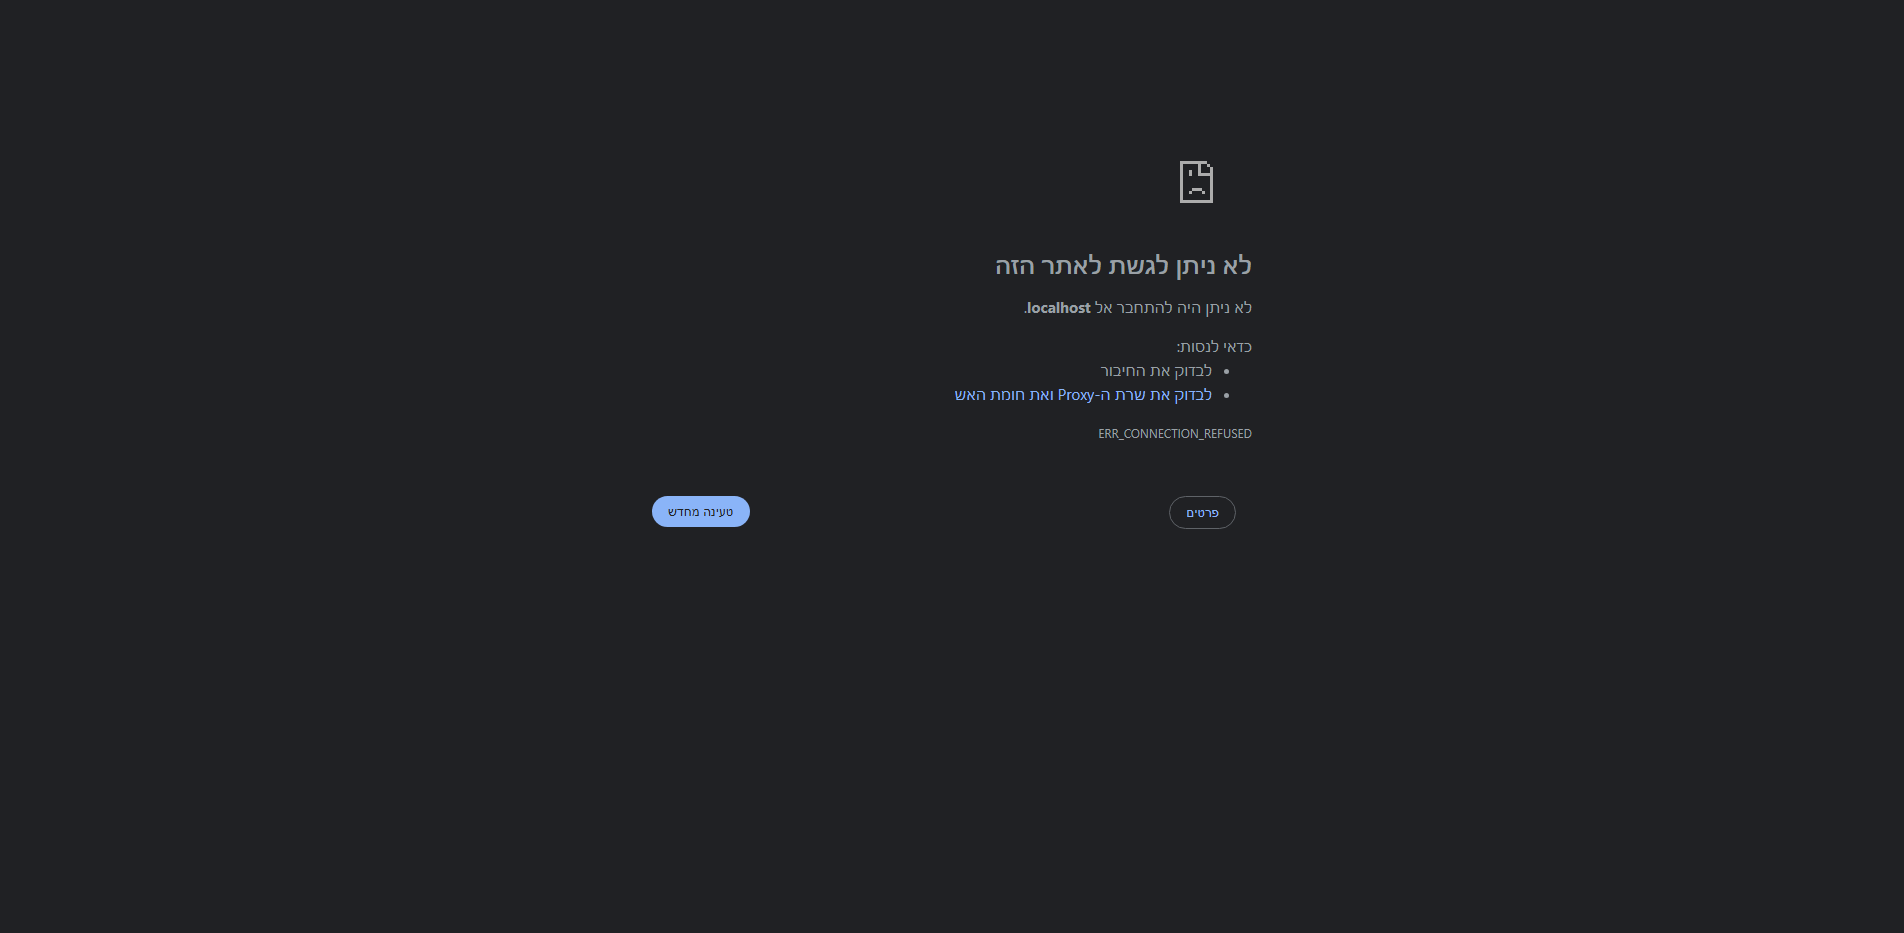 לא ניתן לגשת לאתר הזה
לא ניתן היה להתחבר אל localhost.
כדאי לנסות:
לבדוק את החיבור
לבדוק את שרת ה-Proxy ואת חומת האש
ERR_CONNECTION_REFUSED
פרטים
טעינה מחדש